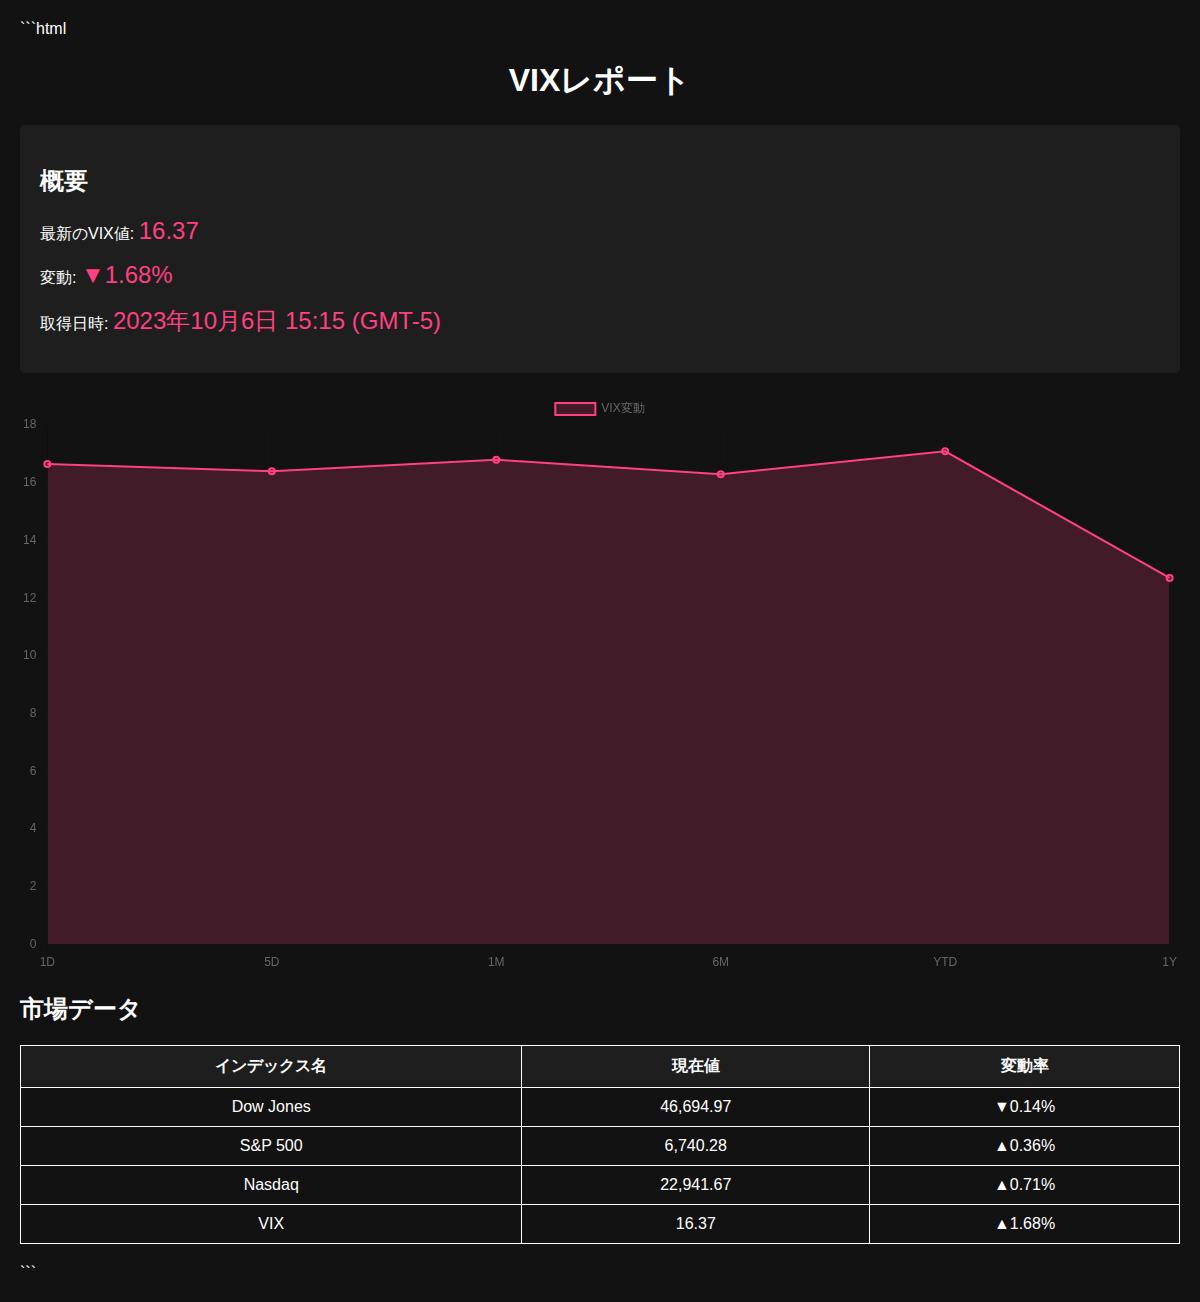 ```html
VIXレポート
概要
最新のVIX値: 16.37
変動: ▼1.68%
取得日時: 2023年10月6日 15:15 (GMT-5)
VIX変動
18
16
14
12
10
8
6
4
2
0
1D 5D 1M 6M YTD 1Y
市場データ
インデックス名 現在値 変動率
Dow Jones 46,694.97 ▼0.14%
S&P 500 6,740.28 ▲0.36%
Nasdaq 22,941.67 ▲0.71%
VIX 16.37 ▲1.68%
```